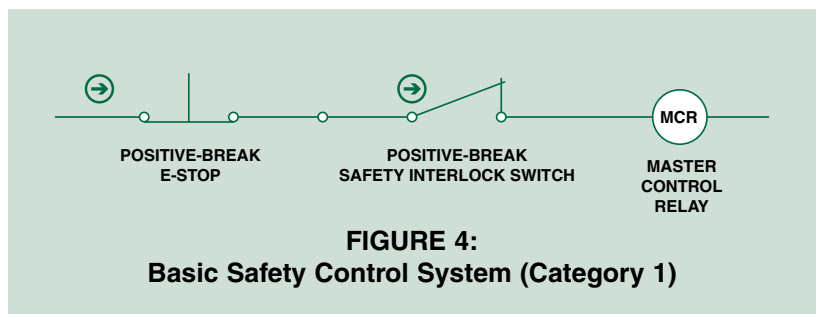 MCR
POSITIVE-BREAK
E-STOP
POSITIVE-BREAK
SAFETY INTERLOCK SWITCH
MASTER
CONTROL
RELAY
FIGURE 4:
Basic Safety Control System (Category 1)